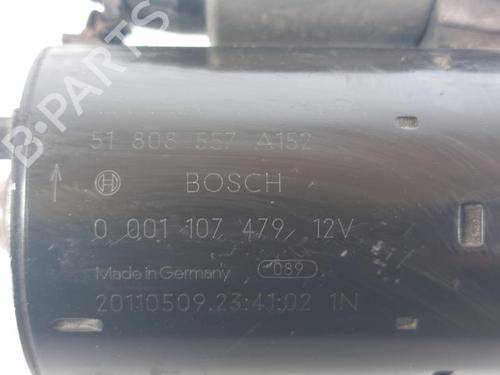 51 808 557 A152
BOSCH
0 001 107 479 12V
Made in Germany 089
20110509.23:41:02 1N